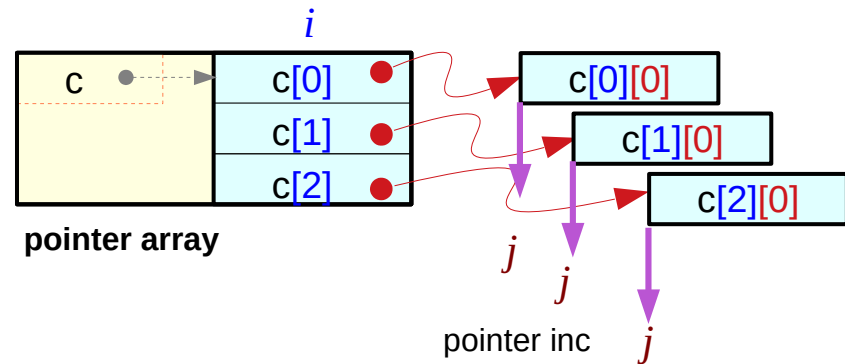 i
c
c[0]
c[0][0]
c[1]
c[1][0]
c[2]
c[2][0]
pointer array
j
j
pointer inc
j